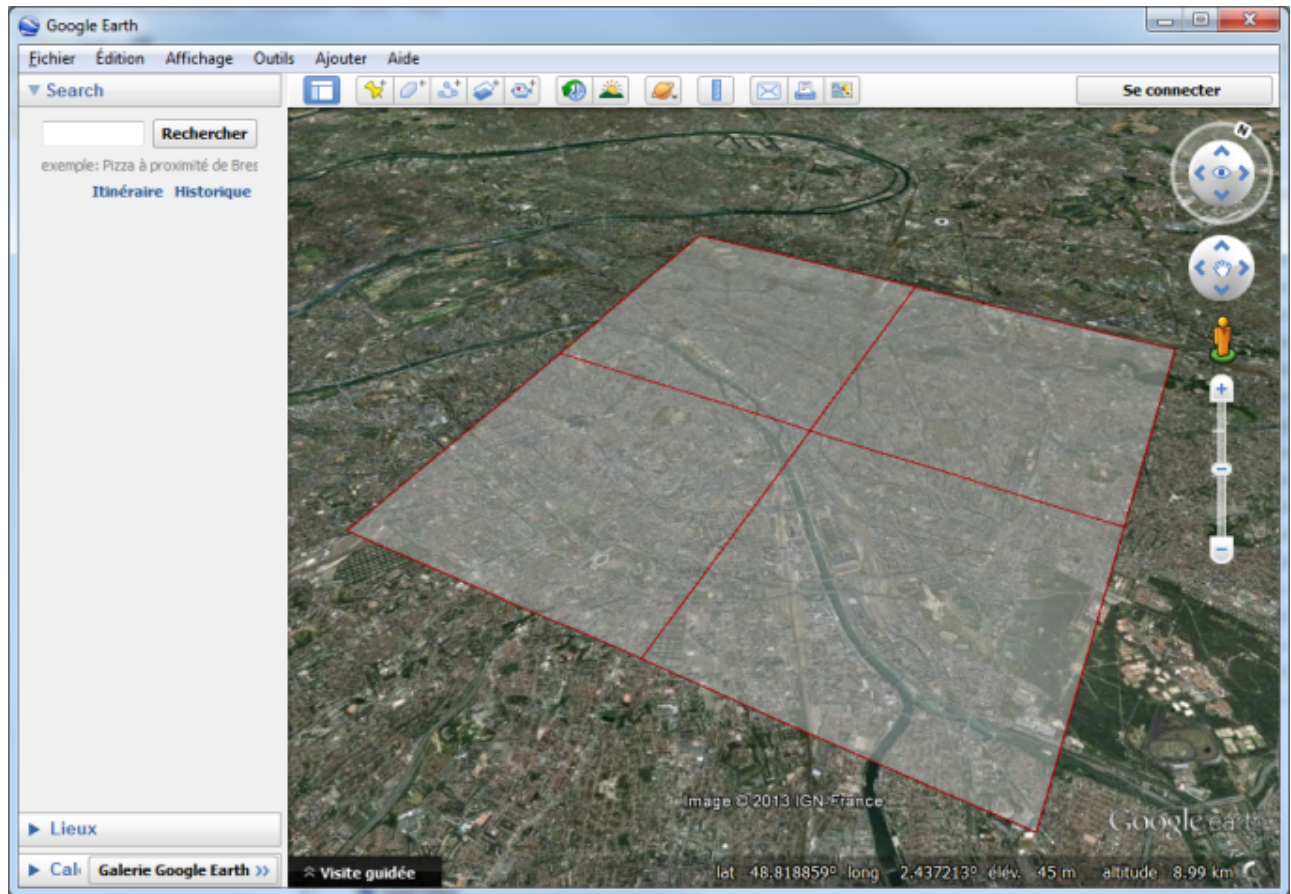 Google Earth
Fichier Édition Affichage Outils Ajouter Aide
Search
Se connecter
Rechercher
exemple: Pizza à proximité de Bres
Itinéraire Historique
N
Image © 2013 IGN-France
Google earth
Lieux
Cal
Galerie Google Earth >>
Visite guidée
lat 48.818859° long 2.437213° élév. 45 m altitude 8.99 km